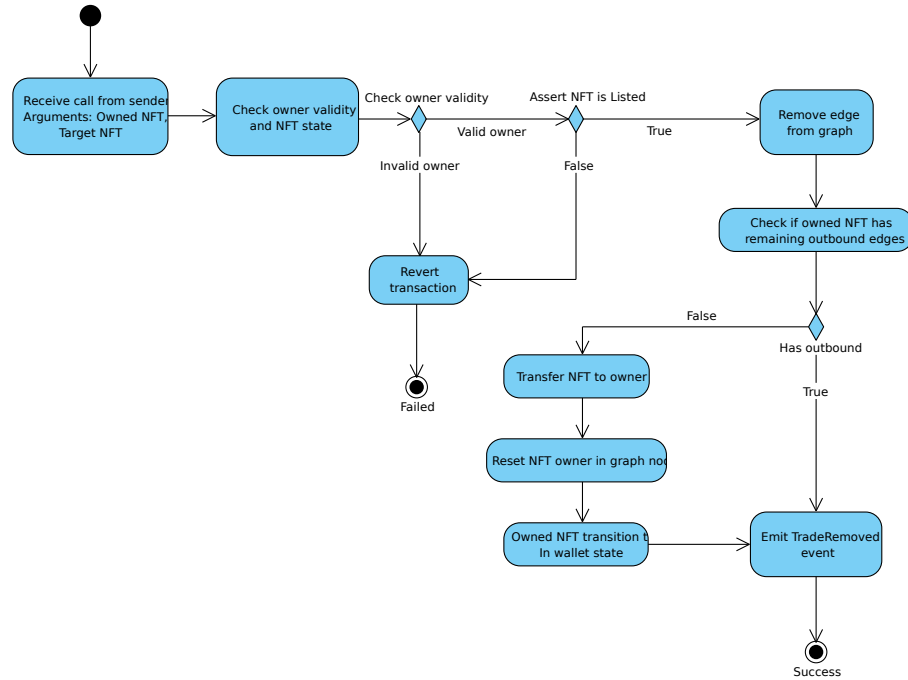 Receive call from sender
Arguments: Owned NFT,
Target NFT
Check owner validity
and NFT state
Check owner validity
Valid owner
Invalid owner
Assert NFT is Listed
True
False
Remove edge
from graph
Check if owned NFT has
remaining outbound edges
Revert
transaction
Failed
Has outbound
False
True
Transfer NFT to owner
Reset NFT owner in graph noc
Owned NFT transition t
In wallet state
Emit TradeRemoved
event
Success